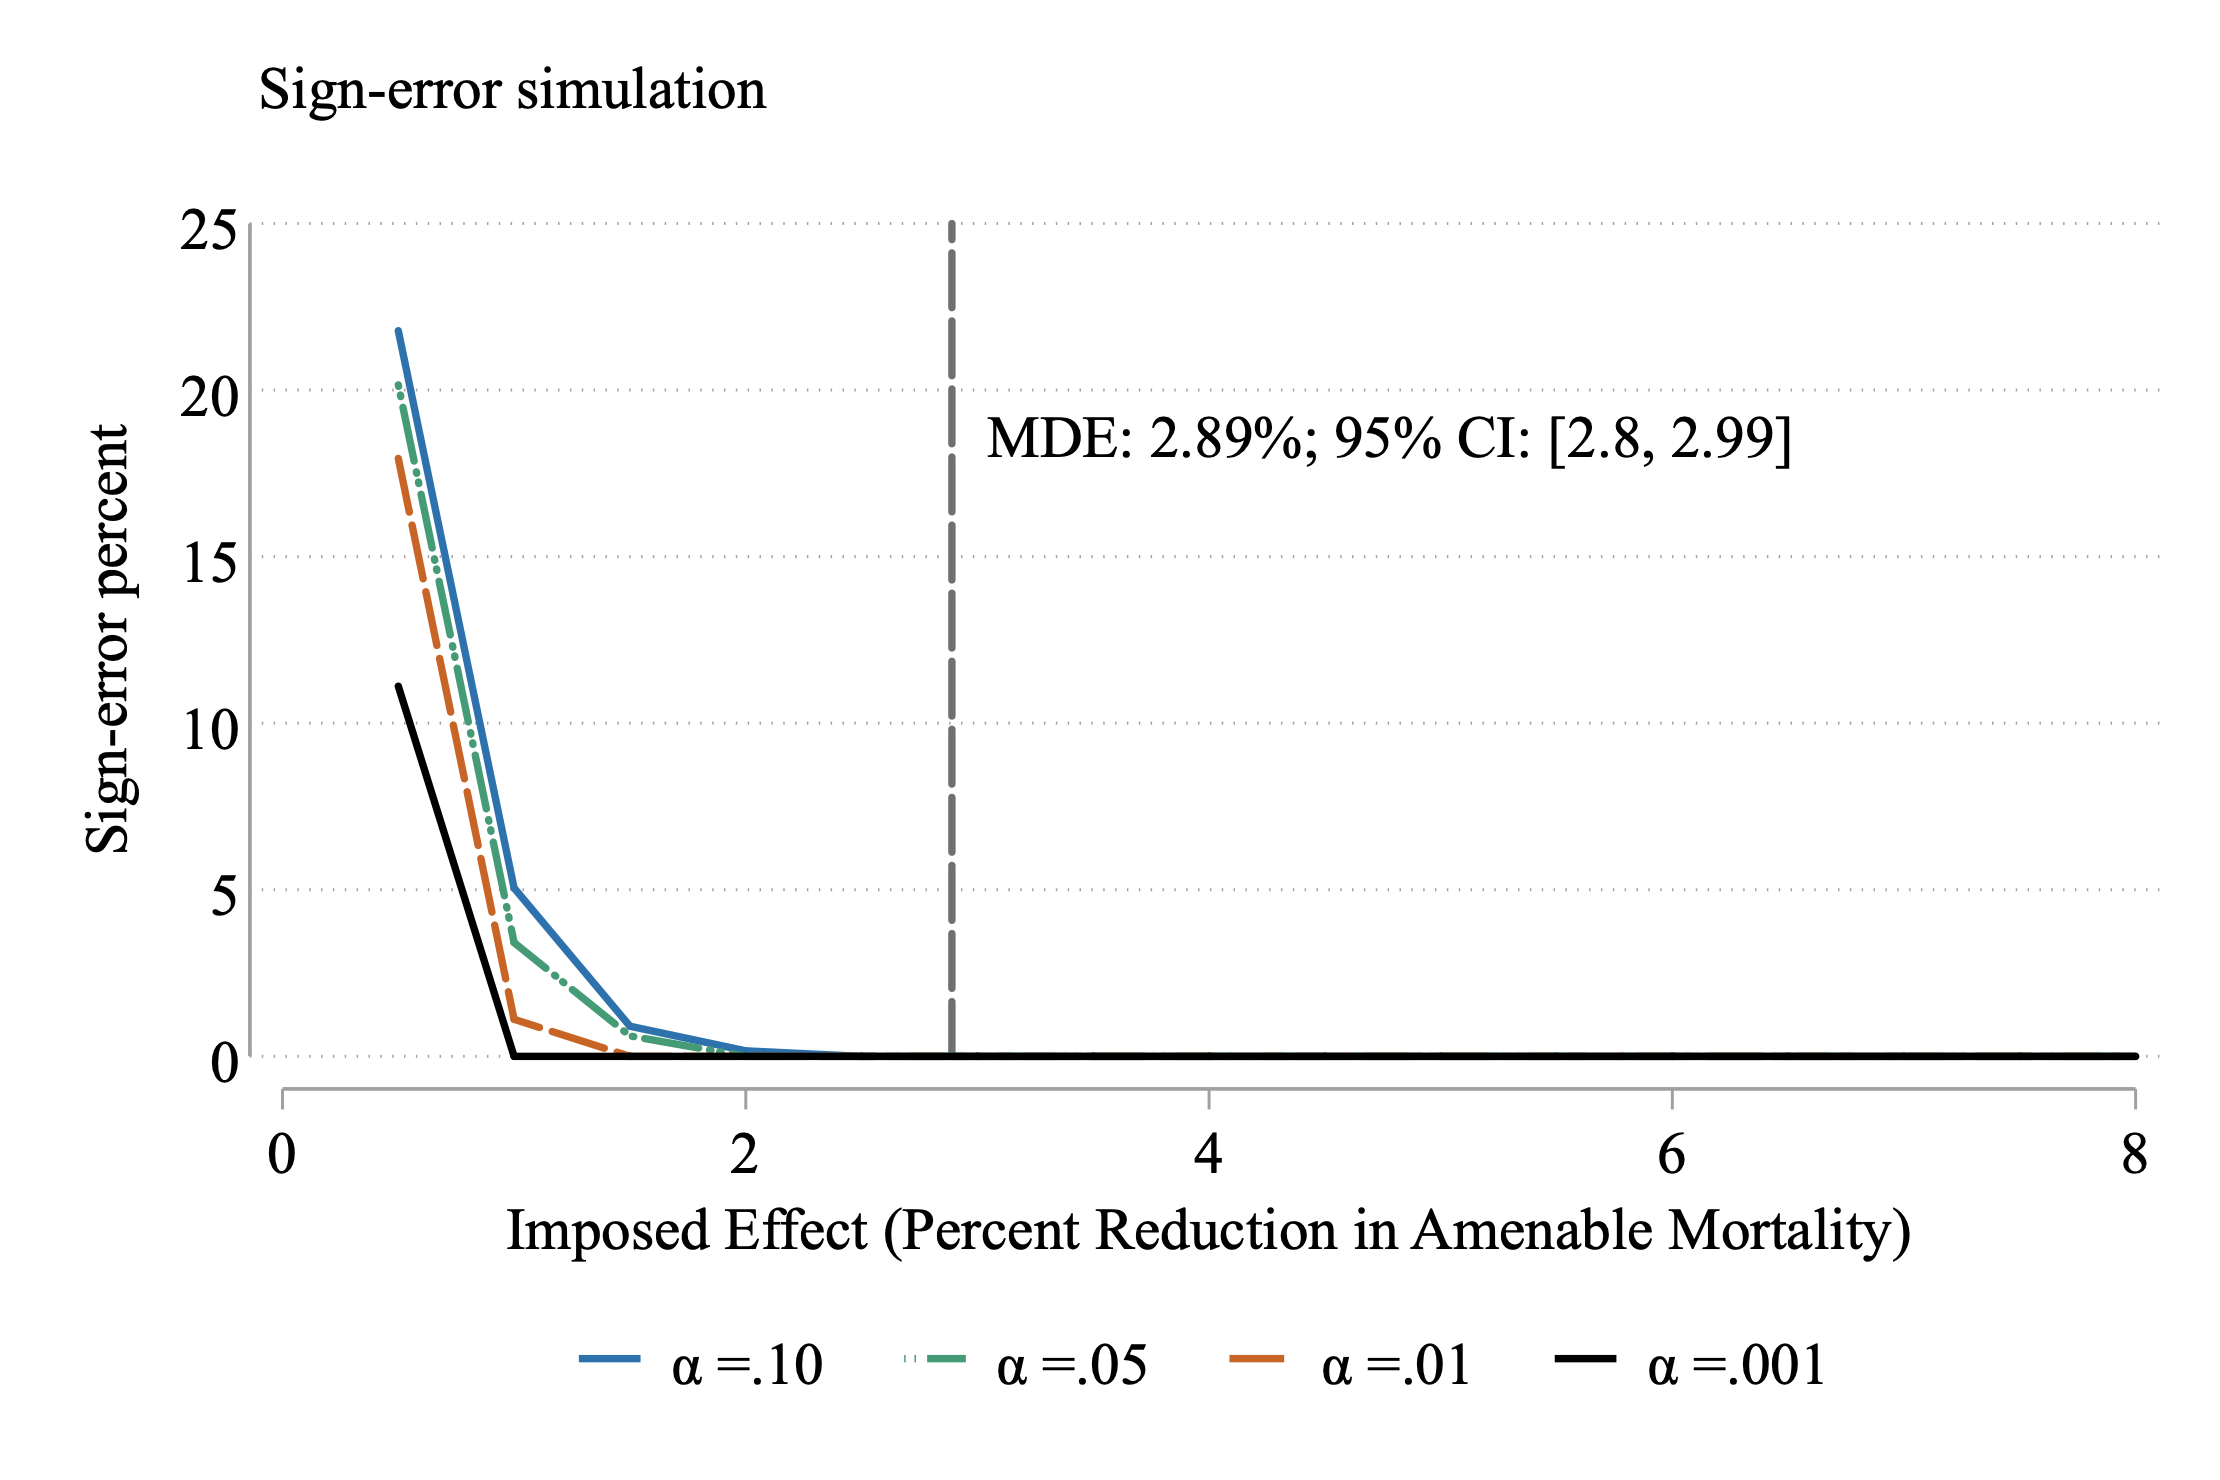 Sign-error simulation
25
20
15
10
5
0
Sign-error percent
MDE: 2.89%; 95% CI: [2.8, 2.99]
0 2 4 6 8
Imposed Effect (Percent Reduction in Amenable Mortality)
α =.10 α =.05 α =.01 α =.001